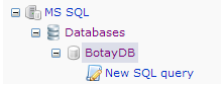 MS SQL
Databases
BotayDB
New SQL query